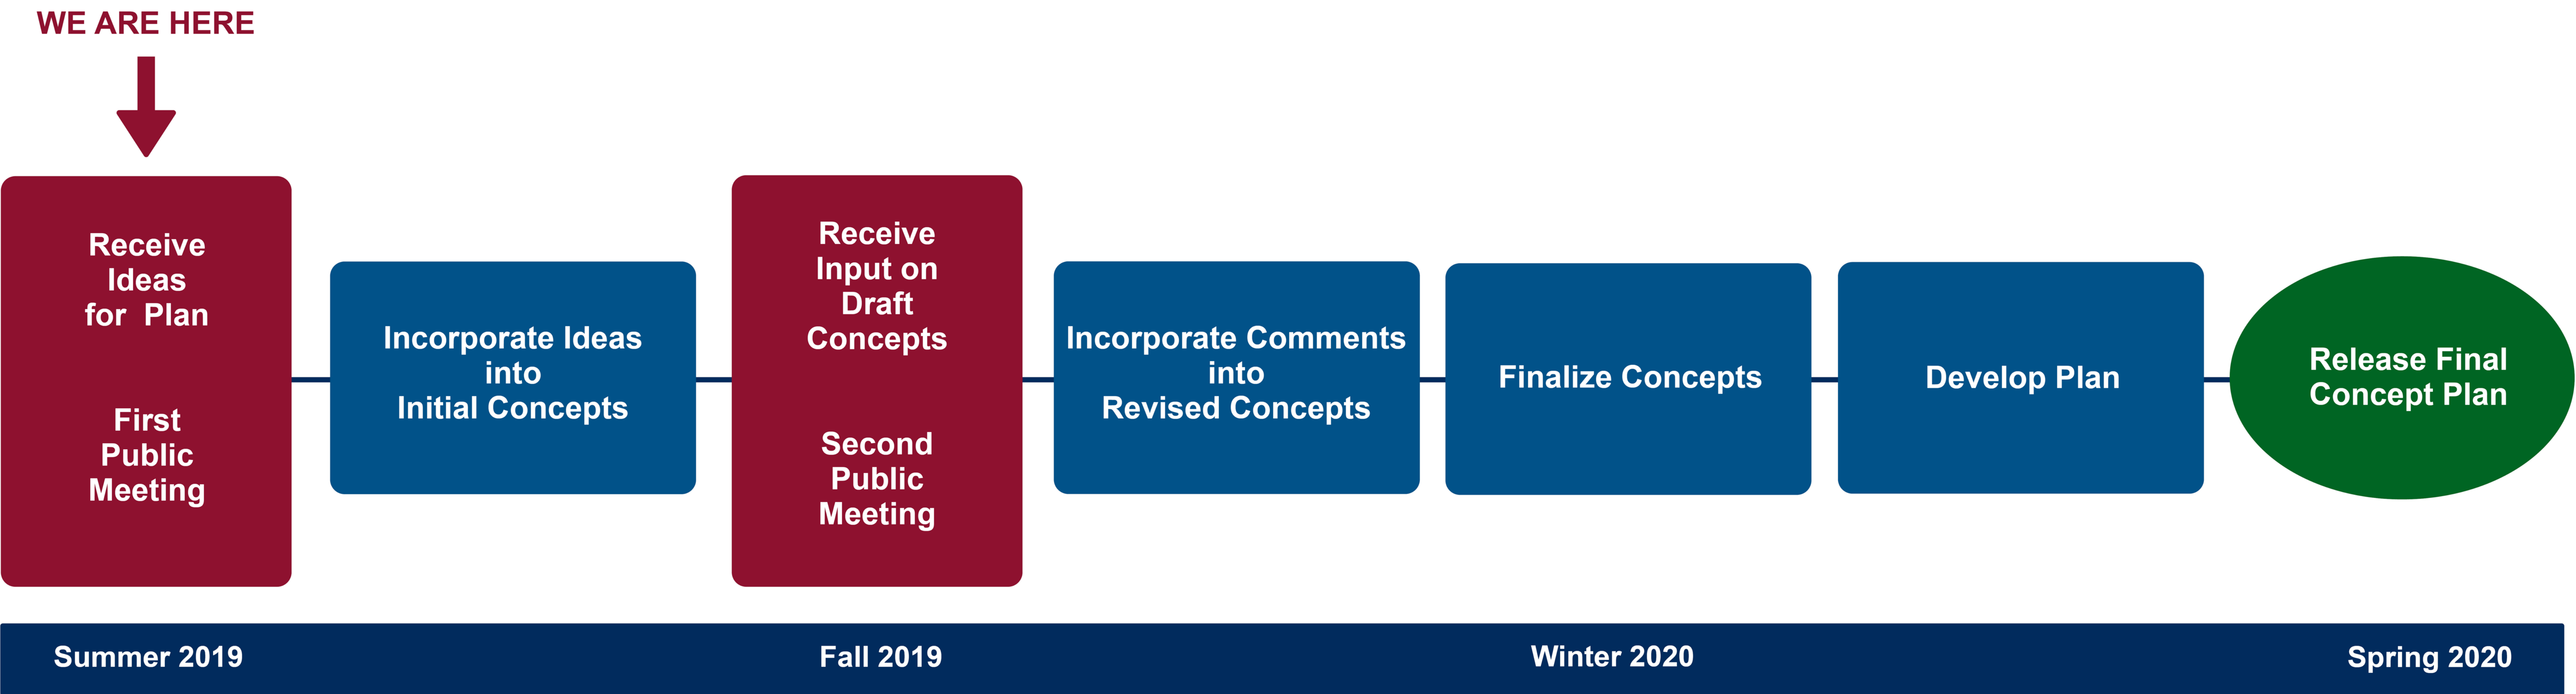 WE ARE HERE
Receive
Ideas
for  Plan
First
Public
Meeting
Incorporate Ideas
into
Initial Concepts
Receive
Input on
Draft
Concepts
Second
Public
Meeting
Incorporate Comments
into
Revised Concepts
Finalize Concepts
Develop Plan
Release Final
Concept Plan
Summer 2019
Fall 2019
Winter 2020
Spring 2020